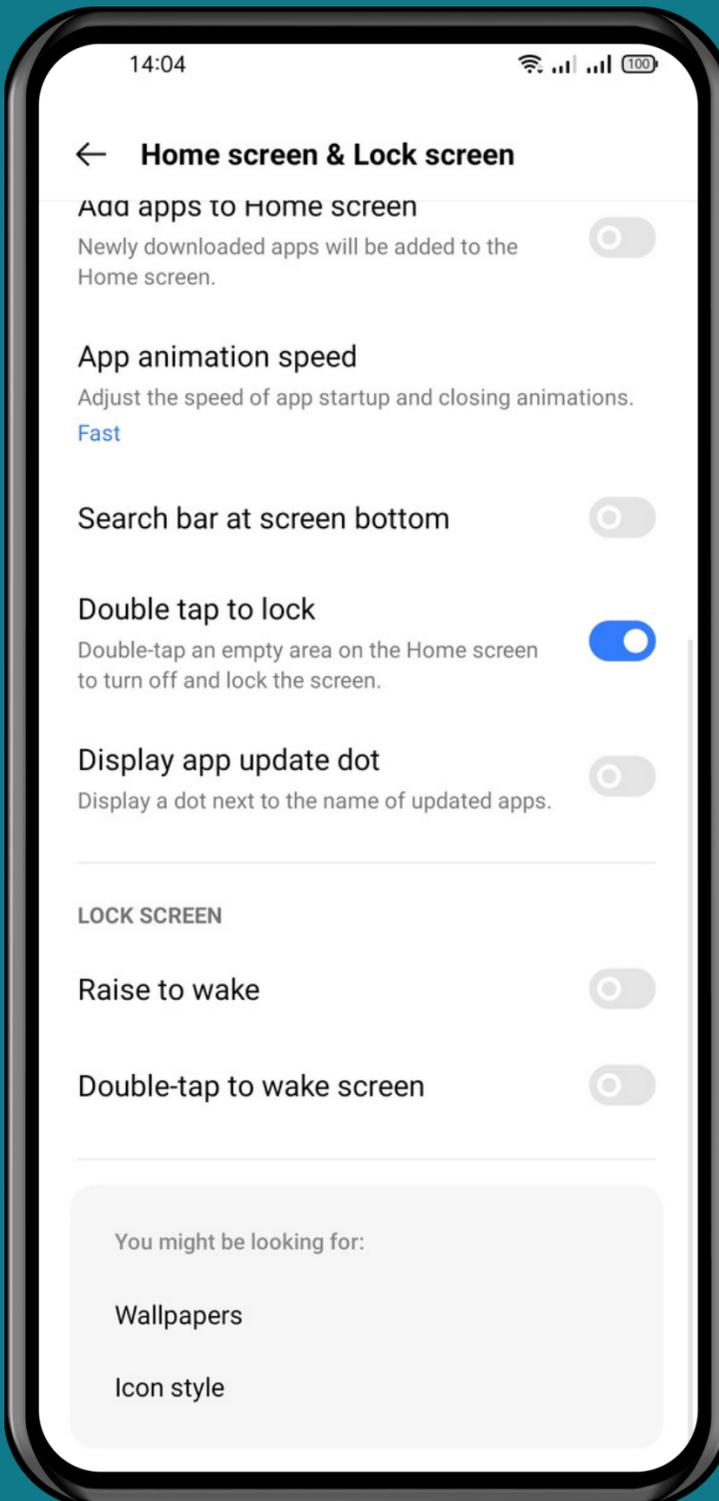 14:04
100
Home screen & Lock screen
Add apps to Home screen
Newly downloaded apps will be added to the
Home screen.
App animation speed
Adjust the speed of app startup and closing animations.
Fast
Search bar at screen bottom
Double tap to lock
Double-tap an empty area on the Home screen
to turn off and lock the screen.
Display app update dot
Display a dot next to the name of updated apps.
LOCK SCREEN
Raise to wake
Double-tap to wake screen
You might be looking for:
Wallpapers
Icon style